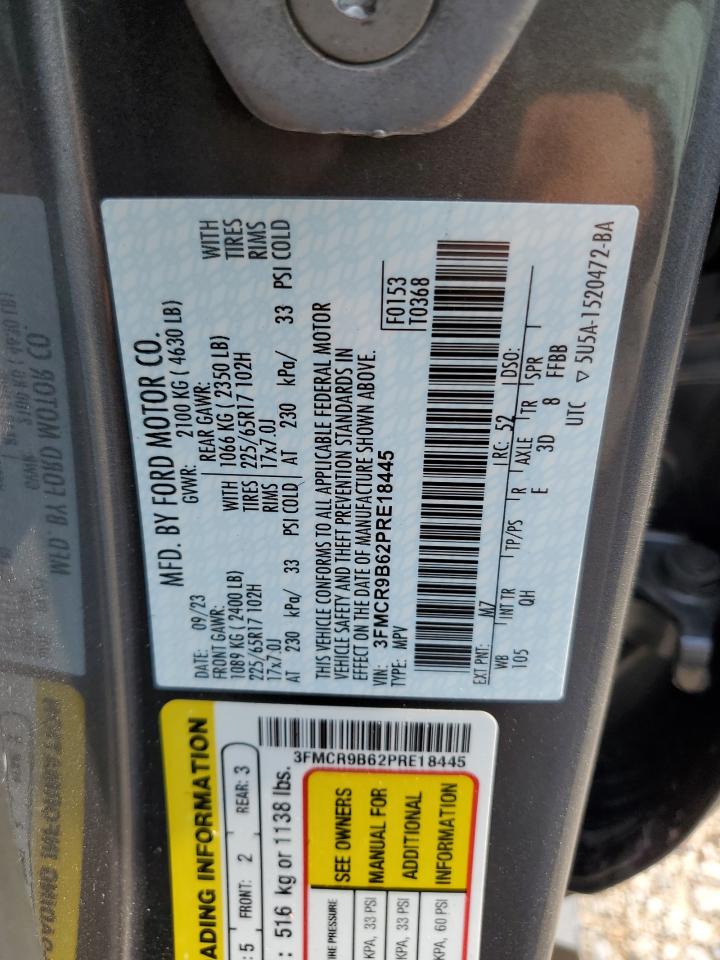 MFD. BY FORD MOTOR CO.
DATE: 09/23 GVWR: 2100 KG ( 4630 LB)
FRONT GAWR: REAR GAWR:
1089 KG (2400 LB) WITH 1066 KG ( 2350 LB) WITH
225/65R17 102H TIRES 225/65R17 102H TIRES
17x7.0J RIMS 17x7.0J RIMS
AT 230 kPa/ 33 PSI COLD AT 230 kPa/ 33 PSI COLD
THIS VEHICLE CONFORMS TO ALL APPLICABLE FEDERAL MOTOR
VEHICLE SAFETY AND THEFT PREVENTION STANDARDS IN
EFFECT ON THE DATE OF MANUFACTURE SHOWN ABOVE.
VIN: 3FMCR9B62PRE18445 F0153
TYPE: MPV T0368
EXT PNT: M7 RC: 52 DSO:
WB INT TR TP/PS R AXLE TR SPR
105 QH E 3D 8 FFBB
UTC ▽ 5U5A-1520472-BA
ADING INFORMATION
: 5 FRONT: 2 REAR: 3
: 516 kg or 1138 lbs.
3FMCR9B62PRE18445
IRE PRESSURE SEE OWNERS
KPA, 33 PSI MANUAL FOR
KPA, 33 PSI ADDITIONAL
KPA, 60 PSI INFORMATION